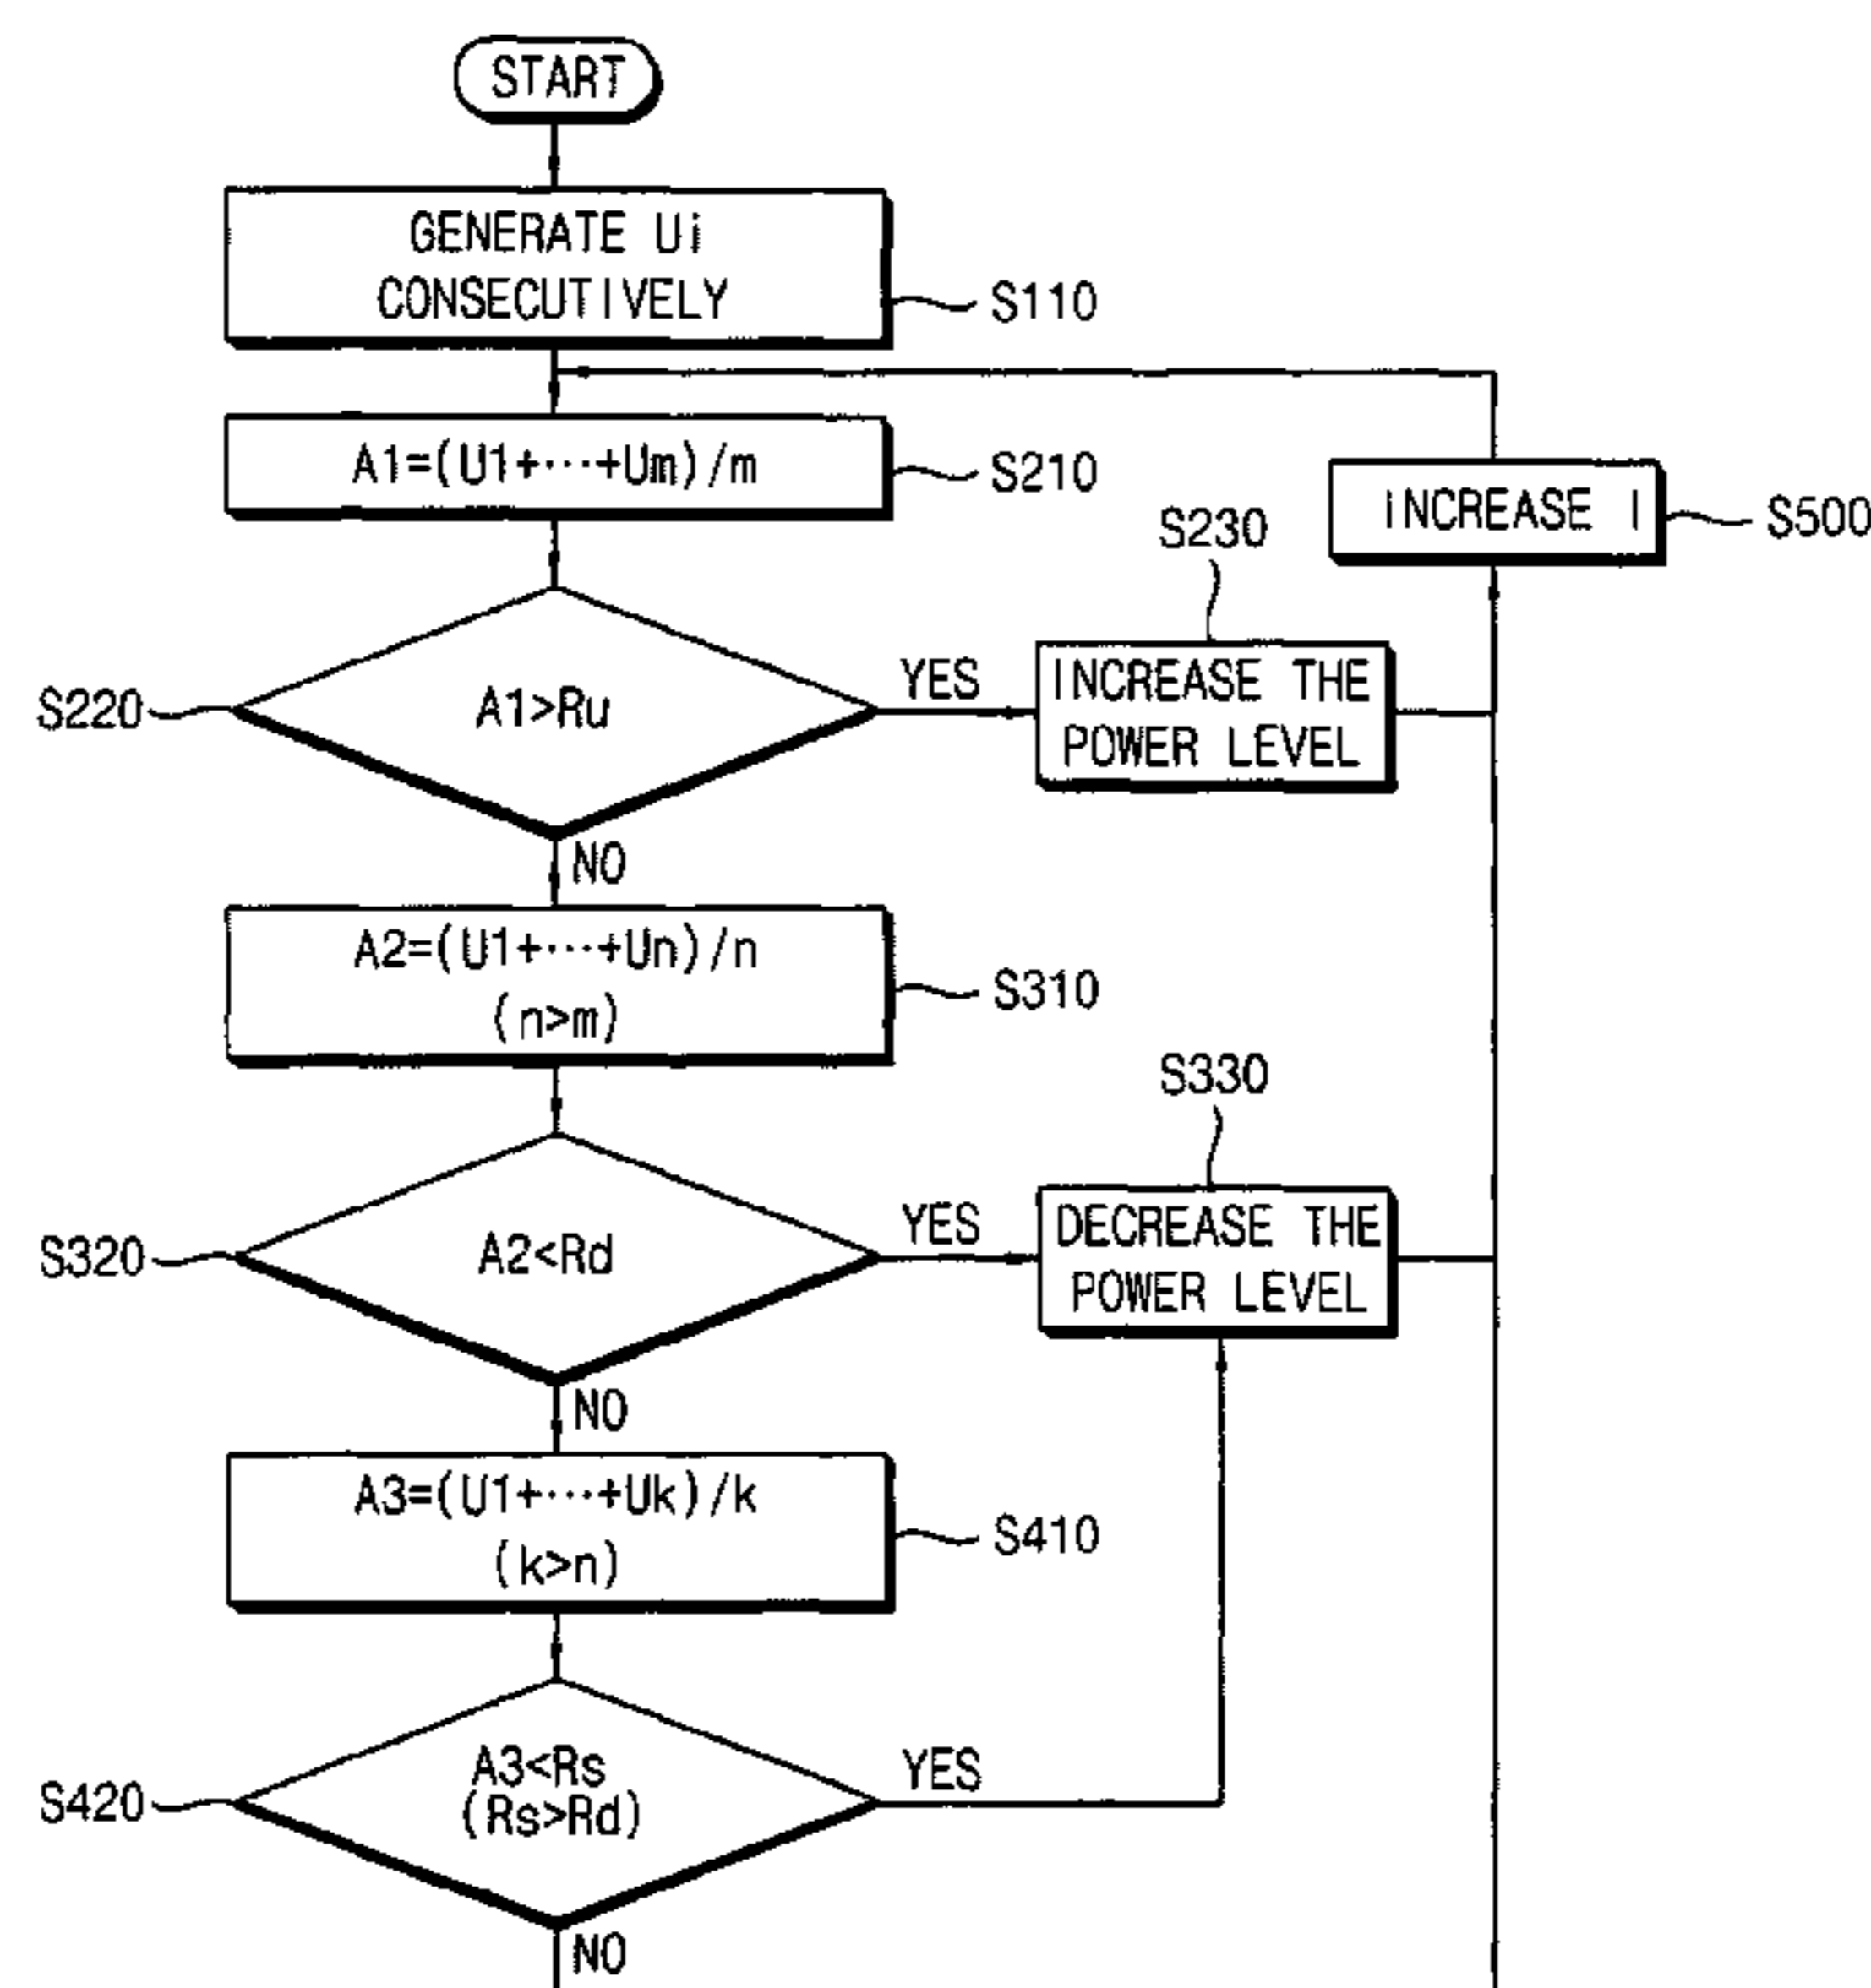 START
GENERATE Ui
CONSECUTIVELY
S110
A1=(U1+···+Um)/m
S210
INCREASE I
S500
S230
S220
A1>Ru
YES
INCREASE THE
POWER LEVEL
NO
A2=(U1+···+Un)/n
(n>m)
S310
S330
S320
A2<Rd
YES
DECREASE THE
POWER LEVEL
NO
A3=(U1+···+Uk)/k
(k>n)
S410
S420
A3<Rs
(Rs>Rd)
YES
NO